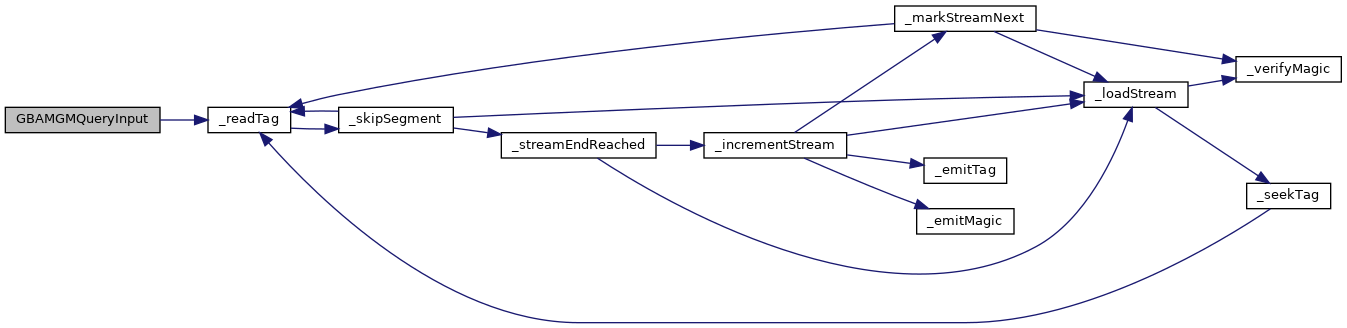 _markStreamNext
_verifyMagic
_loadStream
GBAMGMQueryInput
_readTag
_skipSegment
_streamEndReached
_incrementStream
_emitTag
_seekTag
_emitMagic